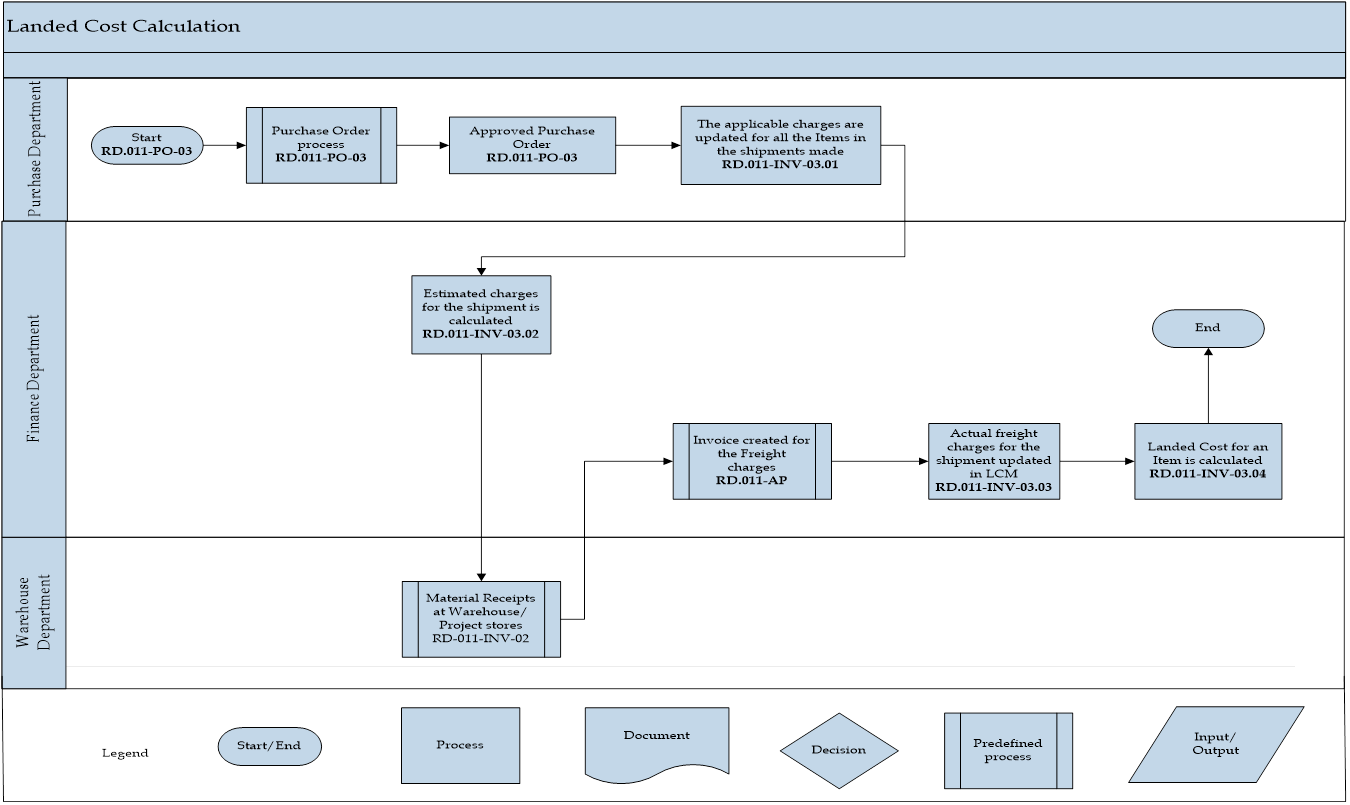 Landed Cost Calculation
Purchase Department
Start
RD.011-PO-03
Purchase Order
process
RD.011-PO-03
Approved Purchase
Order
RD.011-PO-03
The applicable charges are
updated for all the Items in
the shipments made
RD.011-INV-03.01
Finance Department
Estimated charges
for the shipment is
calculated
RD.011-INV-03.02
End
Invoice created for
the Freight
charges
RD.011-AP
Actual freight
charges for the
shipment updated
in LCM
RD.011-INV-03.03
Landed Cost for an
Item is calculated
RD.011-INV-03.04
Warehouse
Department
Material Receipts
at Warehouse/
Project stores
RD-011-INV-02
Legend
Start/End
Process
Document
Decision
Predefined
process
Input/
Output